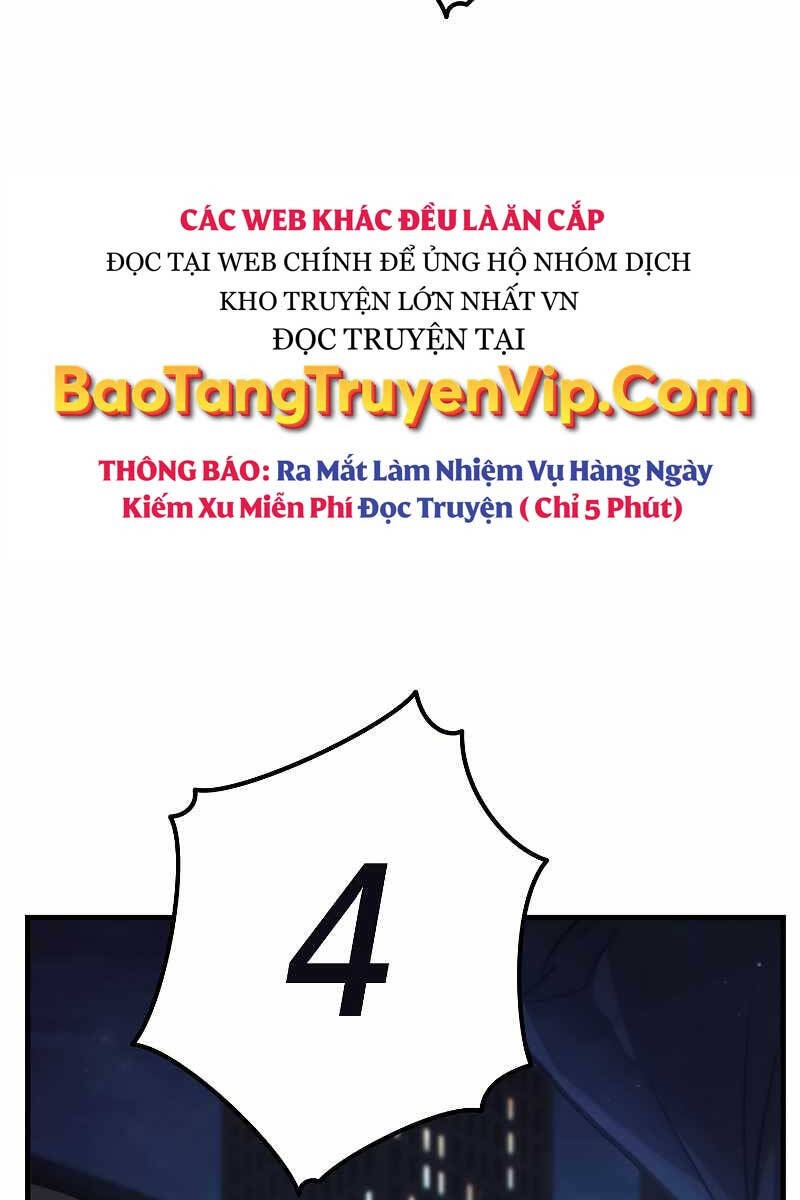 CÁC WEB KHÁC ĐỀU LÀ ĂN CẮP
ĐỌC TẠI WEB CHÍNH ĐỂ ỦNG HỘ NHÓM DỊCH
KHO TRUYỆN LỚN NHẤT VN
ĐỌC TRUYỆN TẠI
BaoTangTruyenVip.Com
THÔNG BÁO: Ra Mắt Làm Nhiệm Vụ Hàng Ngày
Kiếm Xu Miễn Phí Đọc Truyện ( Chỉ 5 Phút)
4